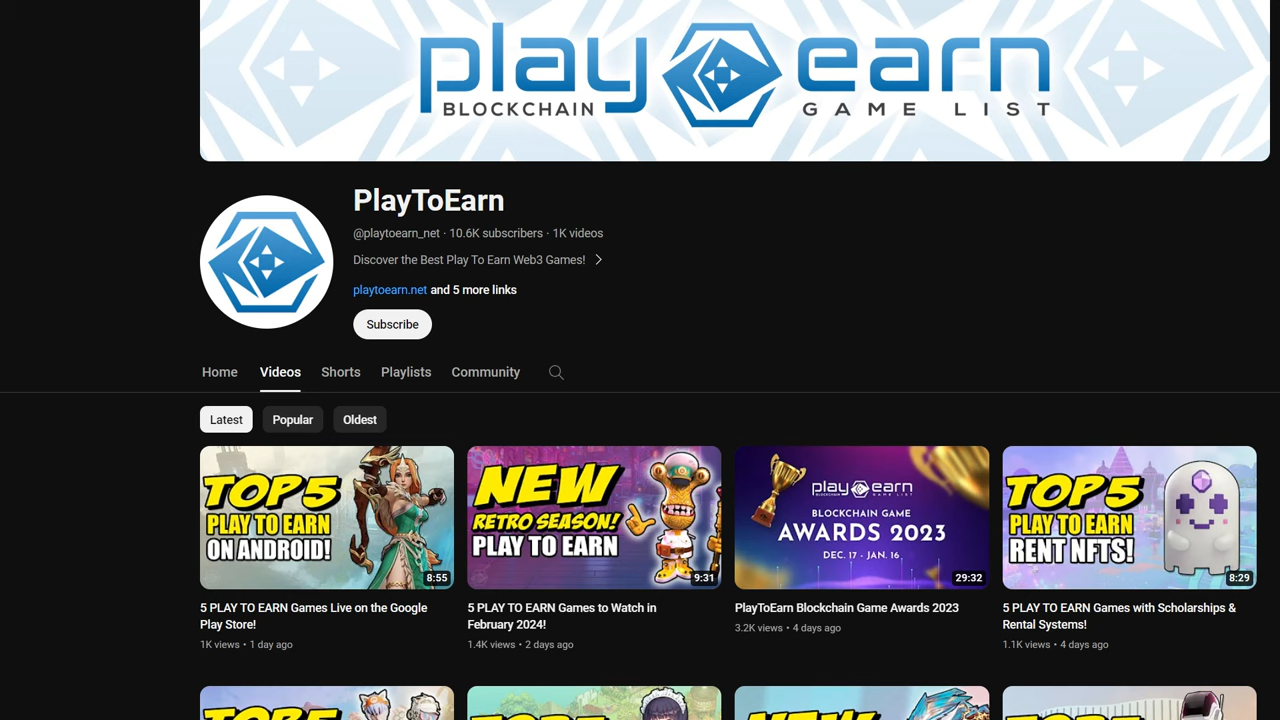 play earn
BLOCKCHAIN GAME LIST
PlayToEarn
@playtoearn_net · 10.6K subscribers · 1K videos
Discover the Best Play To Earn Web3 Games!
playtoearn.net and 5 more links
Subscribe
Home Videos Shorts Playlists Community
Latest Popular Oldest
TOP 5
PLAY TO EARN
ON ANDROID!
8:55
NEW
RETRO SEASON!
PLAY TO EARN
9:31
play earn
BLOCKCHAIN GAME LIST
BLOCKCHAIN GAME
AWARDS 2023
DEC. 17 - JAN. 16
29:32
TOP 5
PLAY TO EARN
RENT NFTS!
8:29
5 PLAY TO EARN Games Live on the Google
Play Store!
1K views • 1 day ago
5 PLAY TO EARN Games to Watch in
February 2024!
1.4K views • 2 days ago
PlayToEarn Blockchain Game Awards 2023
3.2K views • 4 days ago
5 PLAY TO EARN Games with Scholarships &
Rental Systems!
1.1K views • 4 days ago